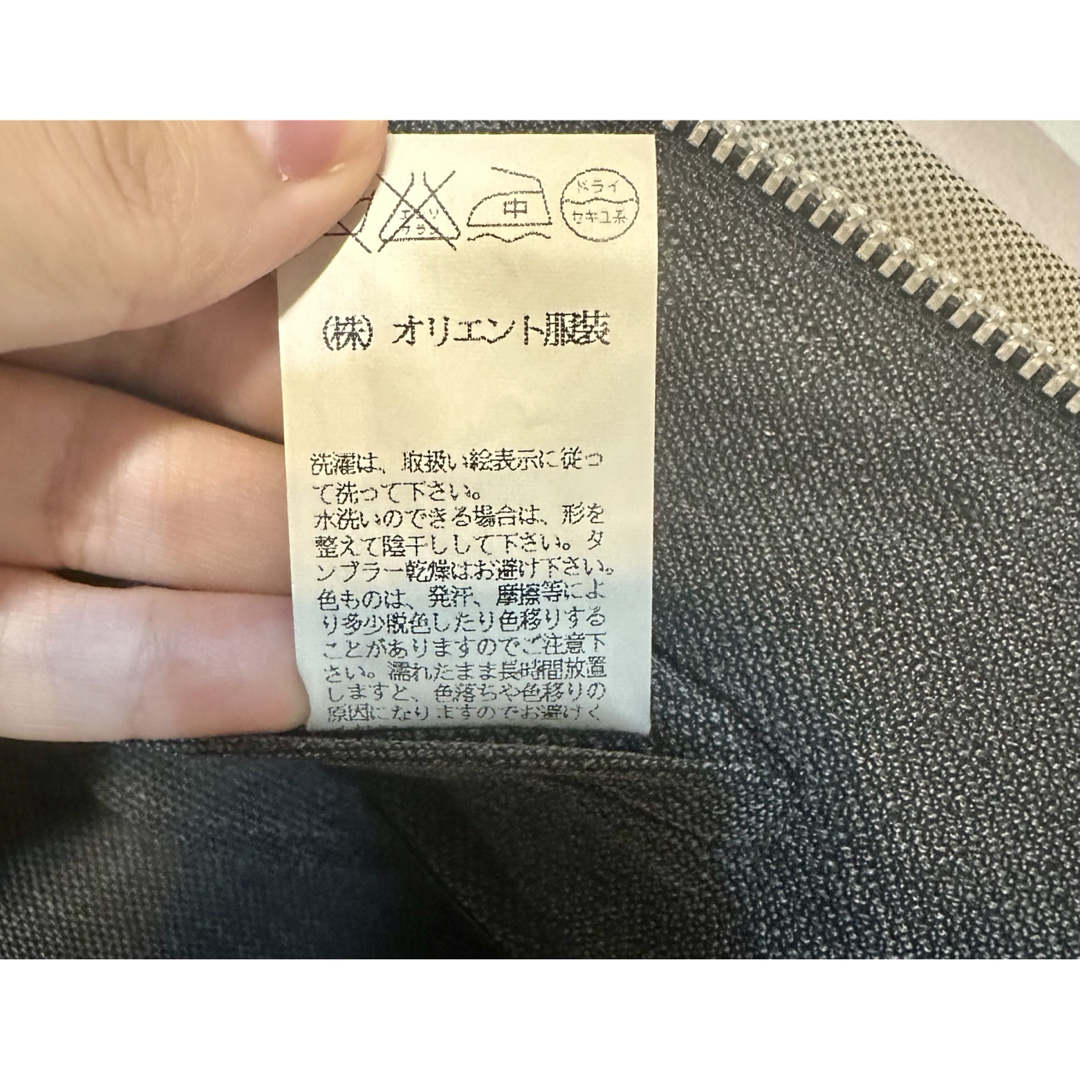 エンソ
フラシ
中
ドライ
セキユ系
(株) オリエント服装
洗濯は、取扱い絵表示に従っ
て洗って下さい。
水洗いのできる場合は、形を
整えて陰干しして下さい。タ
ンブラー乾燥はお避け下さい。
色ものは、発汗、摩擦等によ
り多少脱色したり色移りする
ことがありますのでご注意下
さい。濡れたまま長時間放置
しますと、色落ちや色移りの
原因になりますのでお避けく